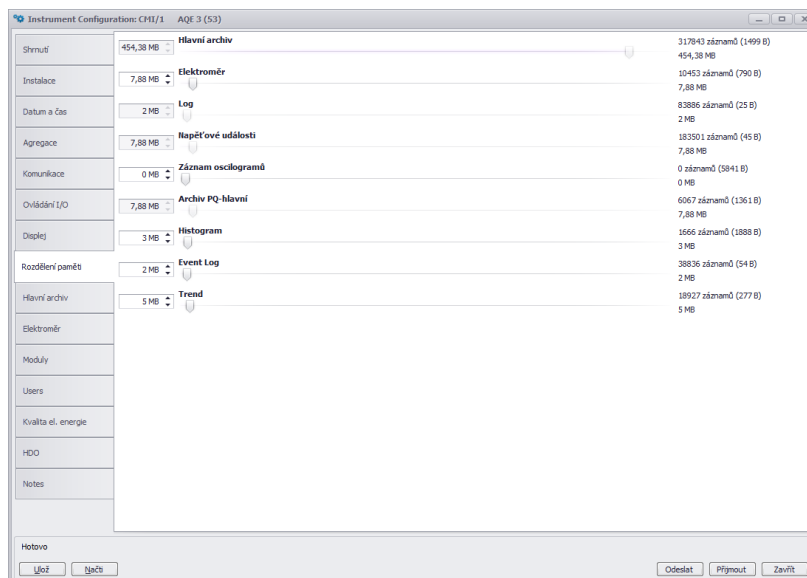 Instrument Configuration: CMI/1 AQE 3 (53)
Shrnutí
Instalace
Datum a čas
Agregace
Komunikace
Ovládání I/O
Displej
Rozdělení paměti
Hlavní archiv
Elektroměr
Moduly
Users
Kvalita el. energie
HDO
Notes
454,38 MB Hlavní archiv 317843 záznamů (1499 B)
454,38 MB
7,88 MB Elektroměr 10453 záznamů (790 B)
7,88 MB
2 MB Log 83886 záznamů (25 B)
2 MB
7,88 MB Napěťové události 183501 záznamů (45 B)
7,88 MB
0 MB Záznam oscilogramů 0 záznamů (5841 B)
0 MB
7,88 MB Archiv PQ-hlavní 6067 záznamů (1361 B)
7,88 MB
3 MB Histogram 1666 záznamů (1888 B)
3 MB
2 MB Event Log 38836 záznamů (54 B)
2 MB
5 MB Trend 18927 záznamů (277 B)
5 MB
Hotovo
Ulož Načti Odeslat Příjmout Zavřít